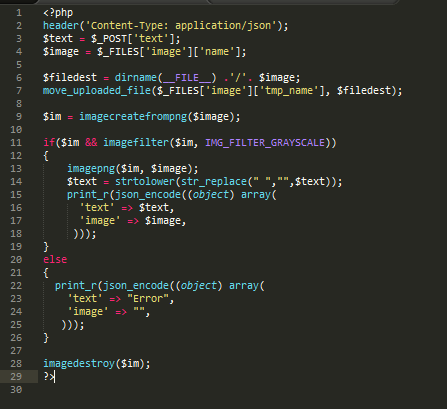 1 <?php
2 header('Content-Type: application/json');
3 $text = $_POST['text'];
4 $image = $_FILES['image']['name'];
5
6 $filedest = dirname(__FILE__) .'/'. $image;
7 move_uploaded_file($_FILES['image']['tmp_name'], $filedest);
8
9 $im = imagecreatefrompng($image);
10
11 if($im && imagefilter($im, IMG_FILTER_GRAYSCALE))
12 {
13     imagepng($im, $image);
14     $text = strtolower(str_replace(" ","",$text));
15     print_r(json_encode((object) array(
16       'text' => $text,
17       'image' => $image,
18      )));
19 }
20 else
21 {
22   print_r(json_encode((object) array(
23     'text' => "Error",
24     'image' => "",
25    )));
26 }
27
28 imagedestroy($im);
29 ?>
30